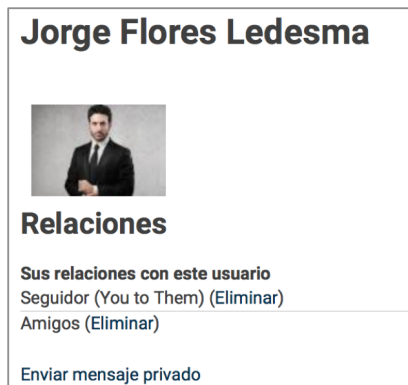 Jorge Flores Ledesma
Relaciones
Sus relaciones con este usuario
Seguidor (You to Them) (Eliminar)
Amigos (Eliminar)
Enviar mensaje privado